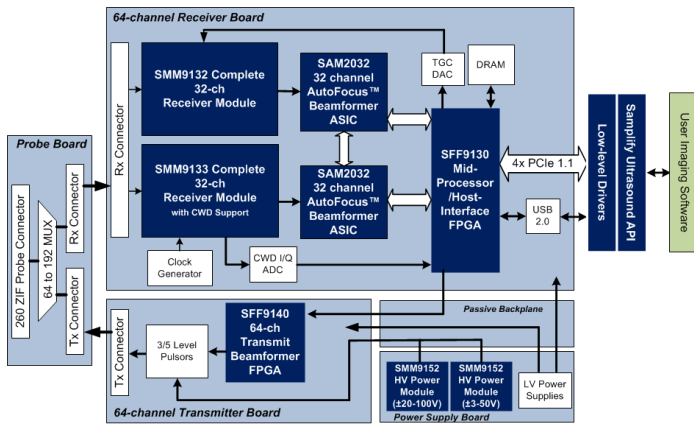 64-channel Receiver Board
Rx Connector
SMM9132 Complete
32-ch
Receiver Module
SAM2032
32 channel
AutoFocus™
Beamformer
ASIC
TGC
DAC
DRAM
SMM9133 Complete
32-ch
Receiver Module
with CWD Support
SAM2032
32 channel
AutoFocus™
Beamformer
ASIC
SFF9130
Mid-
Processor
/Host-
Interface
FPGA
4x PCIe 1.1
USB
2.0
Clock
Generator
CWD I/Q
ADC
Low-level Drivers
Samplify Ultrasound API
User Imaging Software
Probe Board
260 ZIF Probe Connector
64 to 192 MUX
Rx Connector
Tx Connector
Tx Connector
3/5 Level
Pulsors
SFF9140
64-ch
Transmit
Beamformer
FPGA
64-channel Transmitter Board
Passive Backplane
SMM9152
HV Power
Module
(±20-100V)
SMM9152
HV Power
Module
(±3-50V)
LV Power
Supplies
Power Supply Board